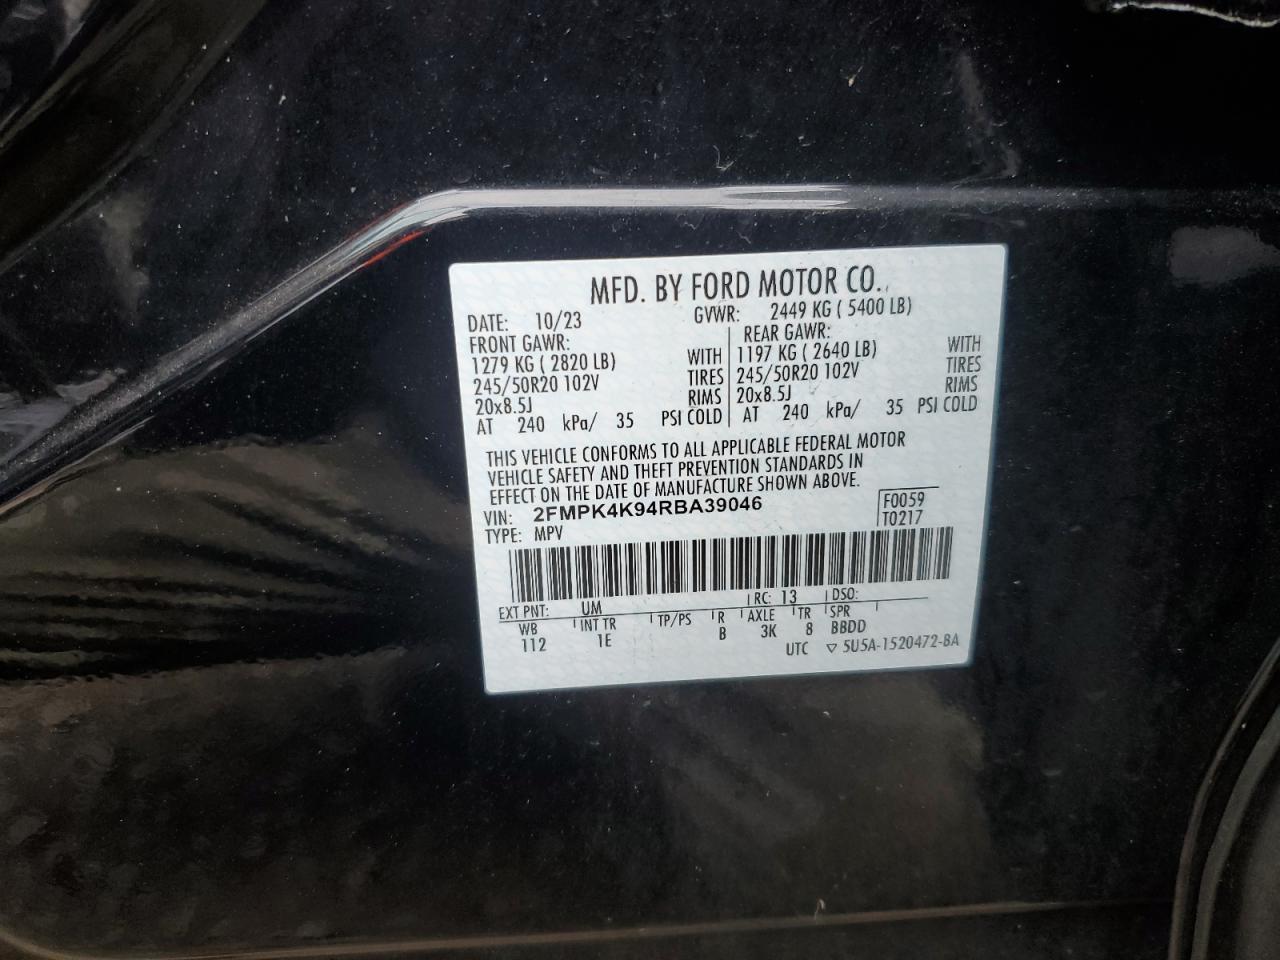 MFD. BY FORD MOTOR CO.
DATE: 10/23 GVWR: 2449 KG ( 5400 LB)
FRONT GAWR: REAR GAWR:
1279 KG ( 2820 LB) WITH 1197 KG ( 2640 LB) WITH
245/50R20 102V TIRES 245/50R20 102V TIRES
20x8.5J RIMS 20x8.5J RIMS
AT 240 kPa/ 35 PSI COLD AT 240 kPa/ 35 PSI COLD
THIS VEHICLE CONFORMS TO ALL APPLICABLE FEDERAL MOTOR
VEHICLE SAFETY AND THEFT PREVENTION STANDARDS IN
EFFECT ON THE DATE OF MANUFACTURE SHOWN ABOVE.
VIN: 2FMPK4K94RBA39046 F0059
TYPE: MPV T0217
EXT PNT: UM RC: 13 DSO:
WB INT TR TP/PS R AXLE TR SPR
112 1E B 3K 8 BBDD
UTC ▽ 5U5A-1520472-BA